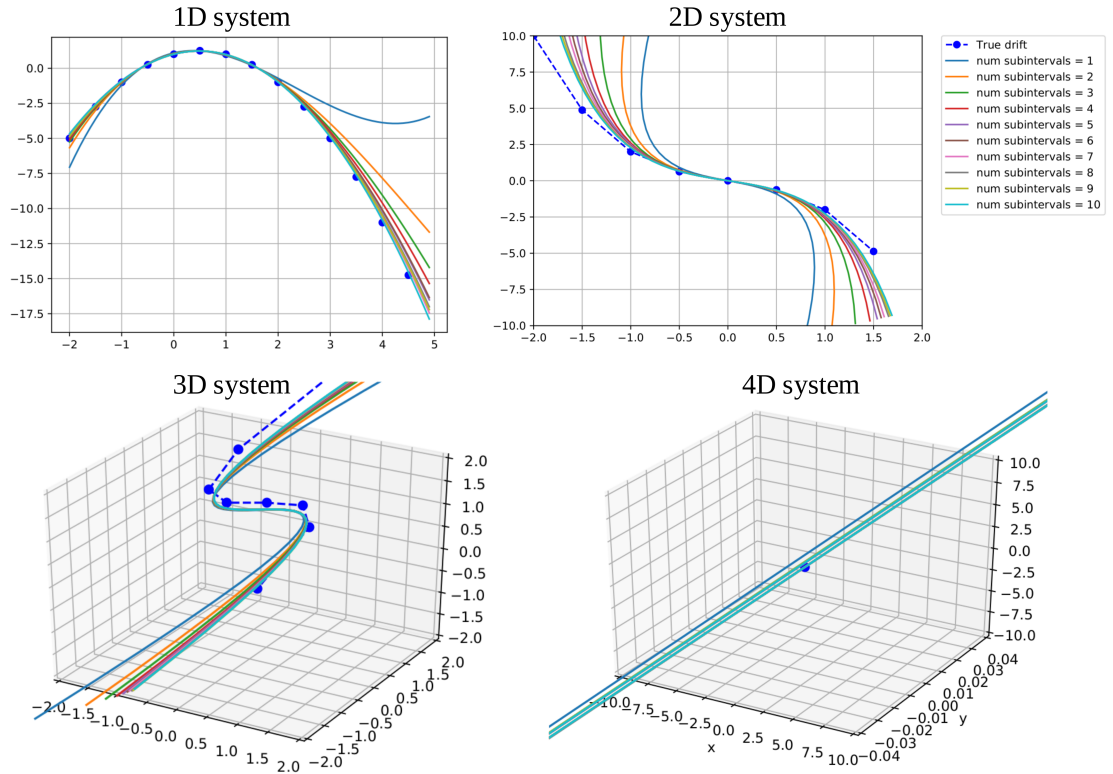 1D system
2D system
0.0
−2.5
−5.0
−7.5
−10.0
−12.5
−15.0
−17.5
−2 −1 0 1 2 3 4 5
10.0
7.5
5.0
2.5
0.0
−2.5
−5.0
−7.5
−10.0
−2.0 −1.5 −1.0 −0.5 0.0 0.5 1.0 1.5 2.0
True drift
num subintervals = 1
num subintervals = 2
num subintervals = 3
num subintervals = 4
num subintervals = 5
num subintervals = 6
num subintervals = 7
num subintervals = 8
num subintervals = 9
num subintervals = 10
3D system
4D system
2.0
1.5
1.0
0.5
0.0
−0.5
−1.0
−1.5
−2.0
−2.0 −1.5 −1.0 −0.5 0.0 0.5 1.0 1.5 2.0
−2.0 −1.5 −1.0 −0.5 0.0 0.5 1.0 1.5 2.0
10.0
7.5
5.0
2.5
0.0
−2.5
−5.0
−7.5
−10.0
−10.0 −7.5 −5.0 −2.5 0.0 2.5 5.0 7.5 10.0
x
−0.04 −0.03 −0.02 −0.01 0.00 0.01 0.02 0.03 0.04
y